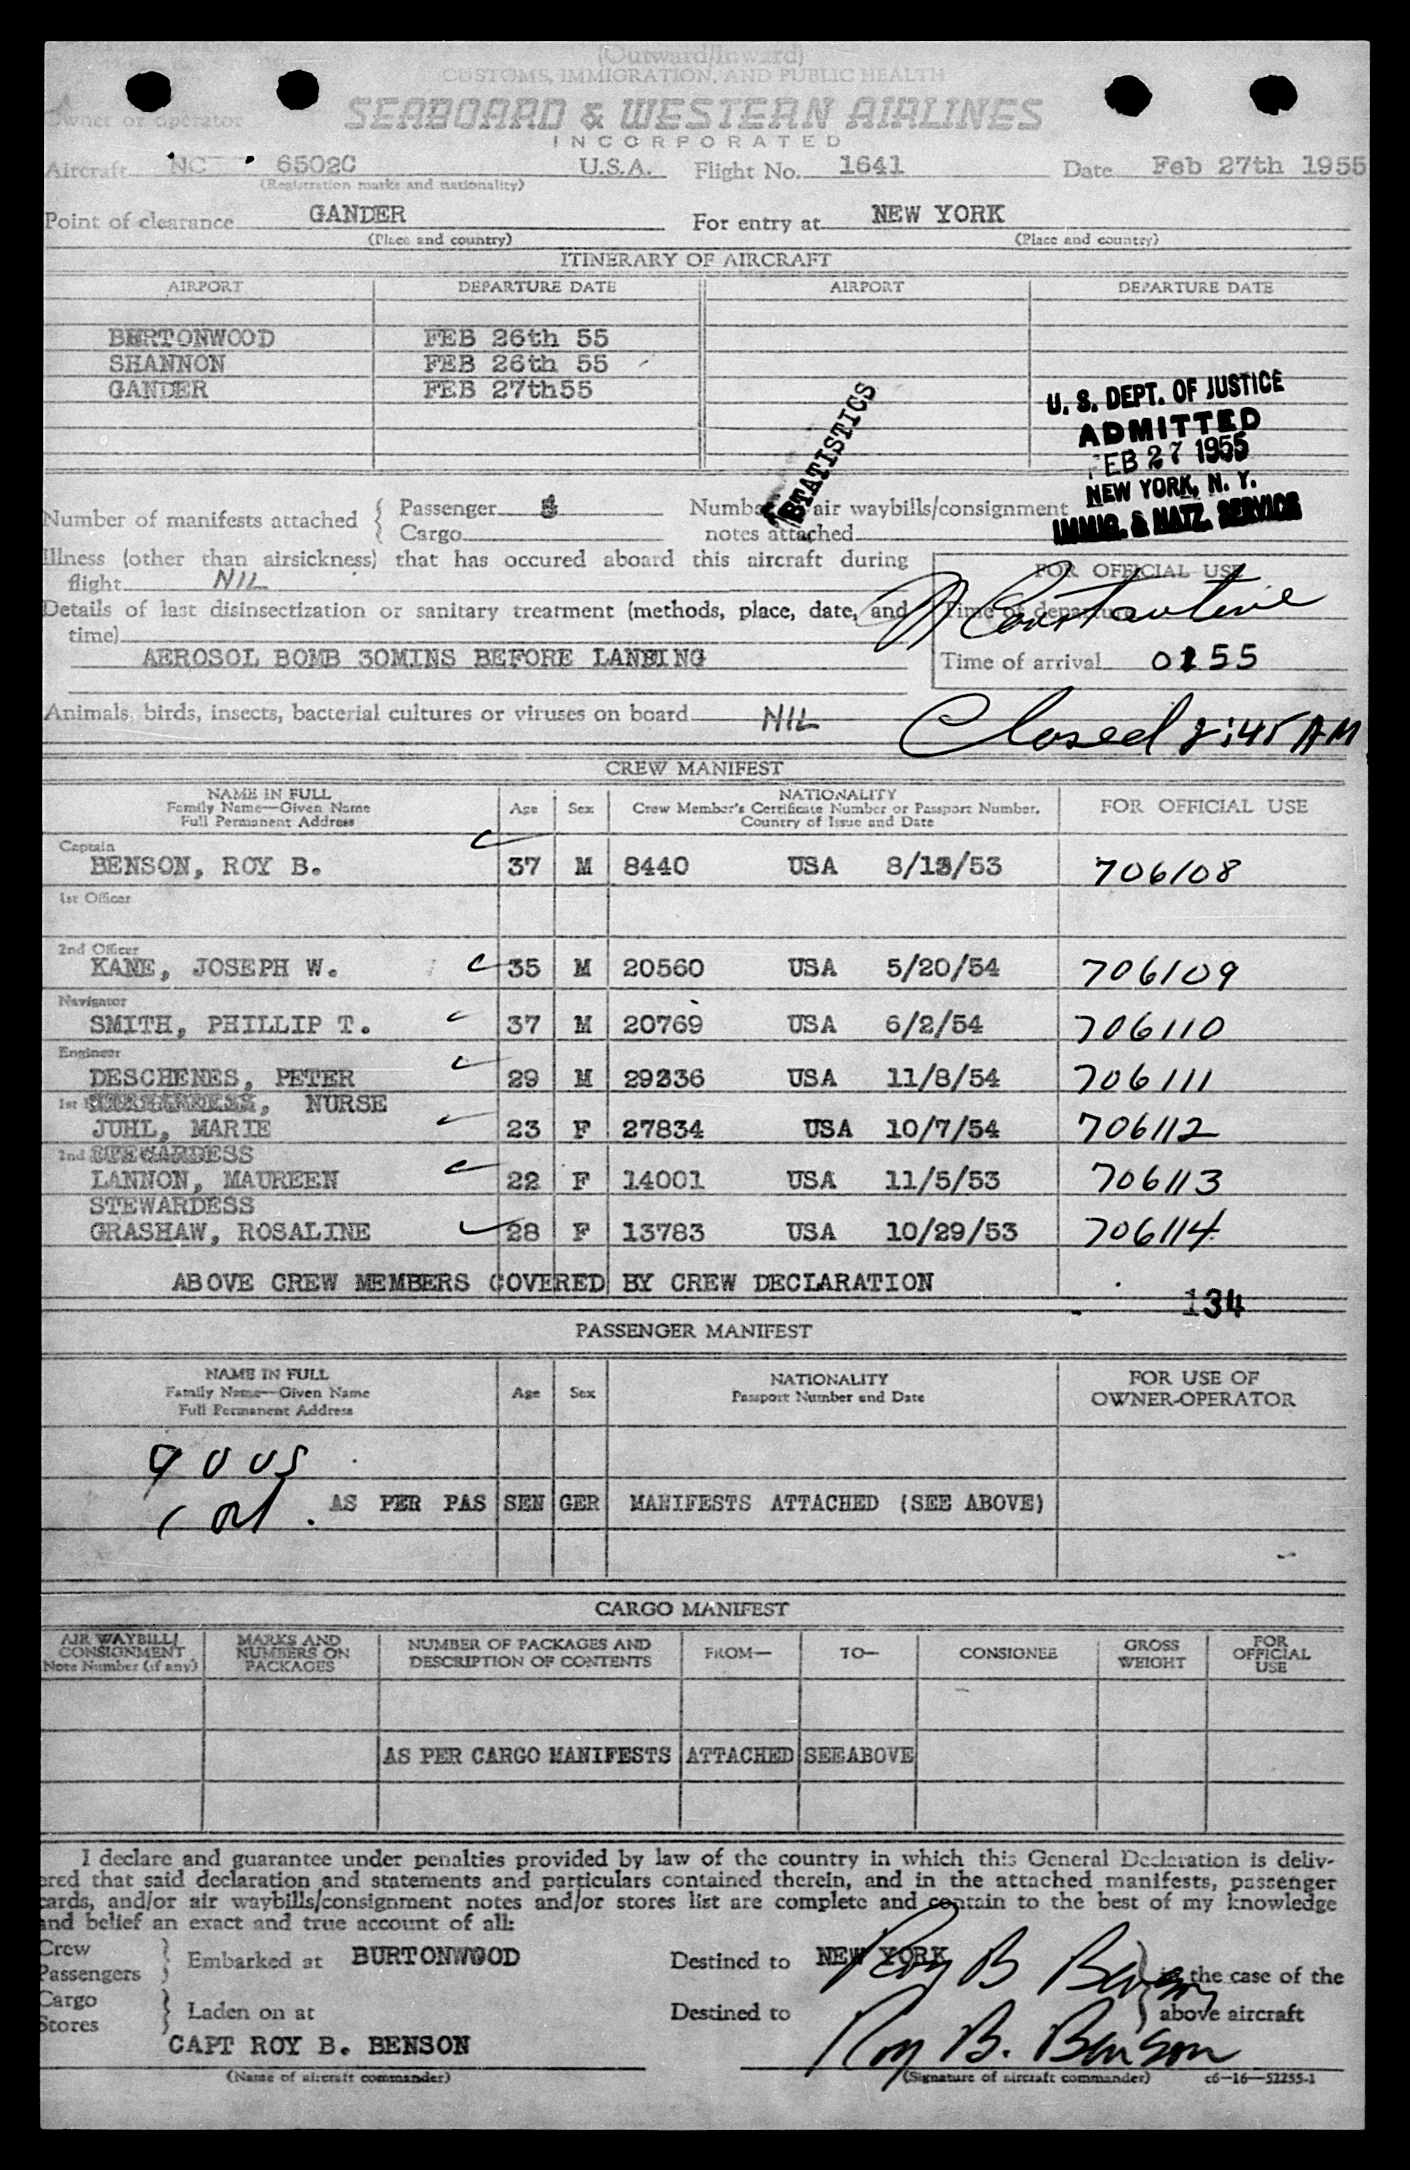 (Outward/Inward)
CUSTOMS, IMMIGRATION, AND PUBLIC HEALTH
SEABOARD & WESTERN AIRLINES
Owner or operator
INCORPORATED
Aircraft NC 6502C U.S.A. Flight No. 1641 Date Feb 27th 1955
(Registration marks and nationality)
Point of clearance GANDER For entry at NEW YORK
(Place and country) (Place and country)
ITINERARY OF AIRCRAFT
AIRPORT DEPARTURE DATE AIRPORT DEPARTURE DATE
BURTONWOOD FEB 26th 55
SHANNON FEB 26th 55
GANDER FEB 27th55
STATISTICS
U. S. DEPT. OF JUSTICE
ADMITTED
FEB 27 1955
NEW YORK, N. Y.
IMMIG. & NATZ. SERVICE
Number of manifests attached { Passenger
Cargo
Number air waybills/consignment
notes attached
Illness (other than airsickness) that has occured aboard this aircraft during
flight NIL
FOR OFFICIAL USE
Details of last disinsectization or sanitary treatment (methods, place, date, and
time)
Time of departure
Constantine
AEROSOL BOMB 30MINS BEFORE LANDING
Time of arrival 0155
Animals, birds, insects, bacterial cultures or viruses on board NIL
Closed 2:45 AM
CREW MANIFEST
NAME IN FULL
Family Name—Given Name
Full Permanent Address
Age Sex
NATIONALITY
Crew Member's Certificate Number or Passport Number,
Country of Issue and Date
FOR OFFICIAL USE
Captain
BENSON, ROY B. 37 M 8440 USA 8/13/53 706108
1st Officer
2nd Officer
KANE, JOSEPH W. 35 M 20560 USA 5/20/54 706109
Navigator
SMITH, PHILLIP T. 37 M 20769 USA 6/2/54 706110
Engineer
DESCHENES, PETER 29 M 29336 USA 11/8/54 706111
1st NURSE
JUHL, MARIE 23 F 27834 USA 10/7/54 706112
2nd STEWARDESS
LANNON, MAUREEN 22 F 14001 USA 11/5/53 706113
STEWARDESS
GRASHAW, ROSALINE 28 F 13783 USA 10/29/53 706114
ABOVE CREW MEMBERS COVERED BY CREW DECLARATION
134
PASSENGER MANIFEST
NAME IN FULL
Family Name—Given Name
Full Permanent Address
Age Sex
NATIONALITY
Passport Number and Date
FOR USE OF
OWNER-OPERATOR
AS PER PAS SEN GER MANIFESTS ATTACHED (SEE ABOVE)
CARGO MANIFEST
AIR WAYBILL/
CONSIGNMENT
Note Number (if any)
MARKS AND
NUMBERS ON
PACKAGES
NUMBER OF PACKAGES AND
DESCRIPTION OF CONTENTS
FROM— TO— CONSIGNEE
GROSS
WEIGHT
FOR
OFFICIAL
USE
AS PER CARGO MANIFESTS ATTACHED SEEABOVE
I declare and guarantee under penalties provided by law of the country in which this General Declaration is deliv-
ered that said declaration and statements and particulars contained therein, and in the attached manifests, passenger
cards, and/or air waybills/consignment notes and/or stores list are complete and contain to the best of my knowledge
and belief an exact and true account of all:
Crew
Passengers } Embarked at BURTONWOOD Destined to NEW YORK } in the case of the
Roy B Benson
Cargo
Stores } Laden on at Destined to } above aircraft
CAPT ROY B. BENSON Roy B. Benson
(Name of aircraft commander) (Signature of aircraft commander) c6—16—52255-1